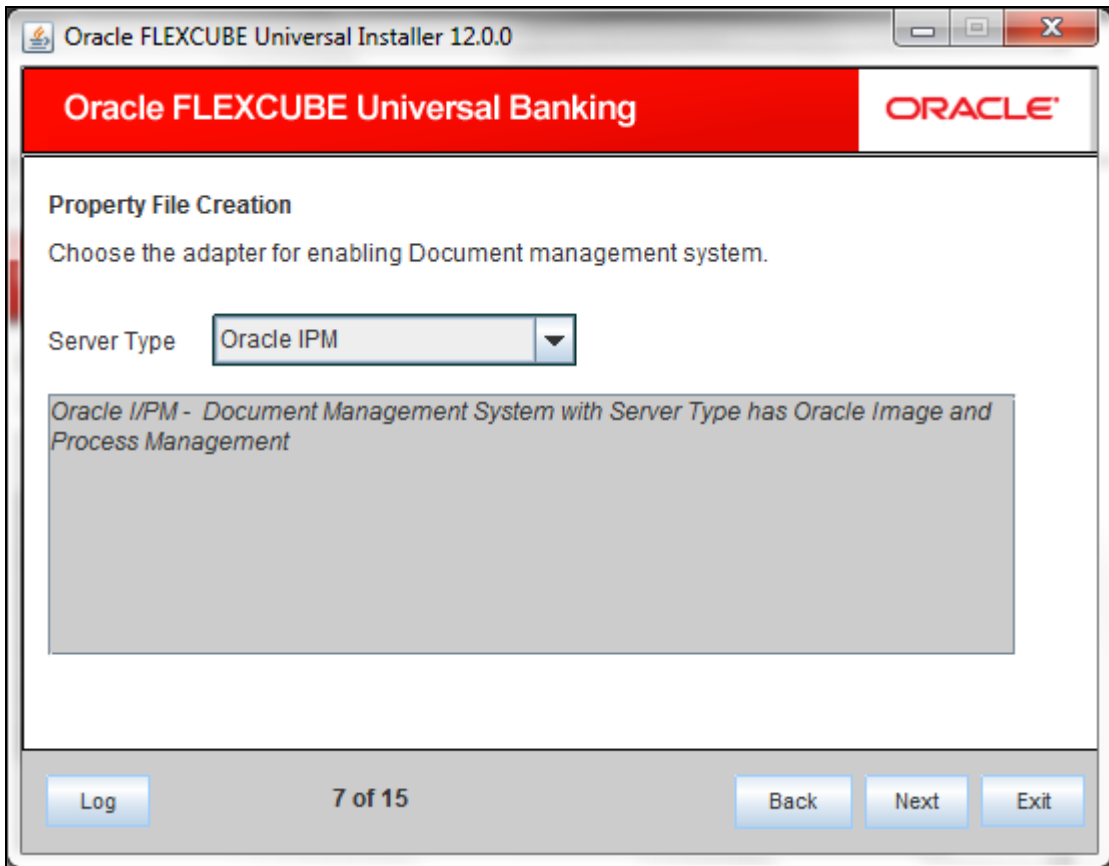 Oracle FLEXCUBE Universal Installer 12.0.0
Oracle FLEXCUBE Universal Banking
ORACLE
Property File Creation
Choose the adapter for enabling Document management system.
Server Type
Oracle IPM
Oracle I/PM - Document Management System with Server Type has Oracle Image and
Process Management
Log
7 of 15
Back
Next
Exit